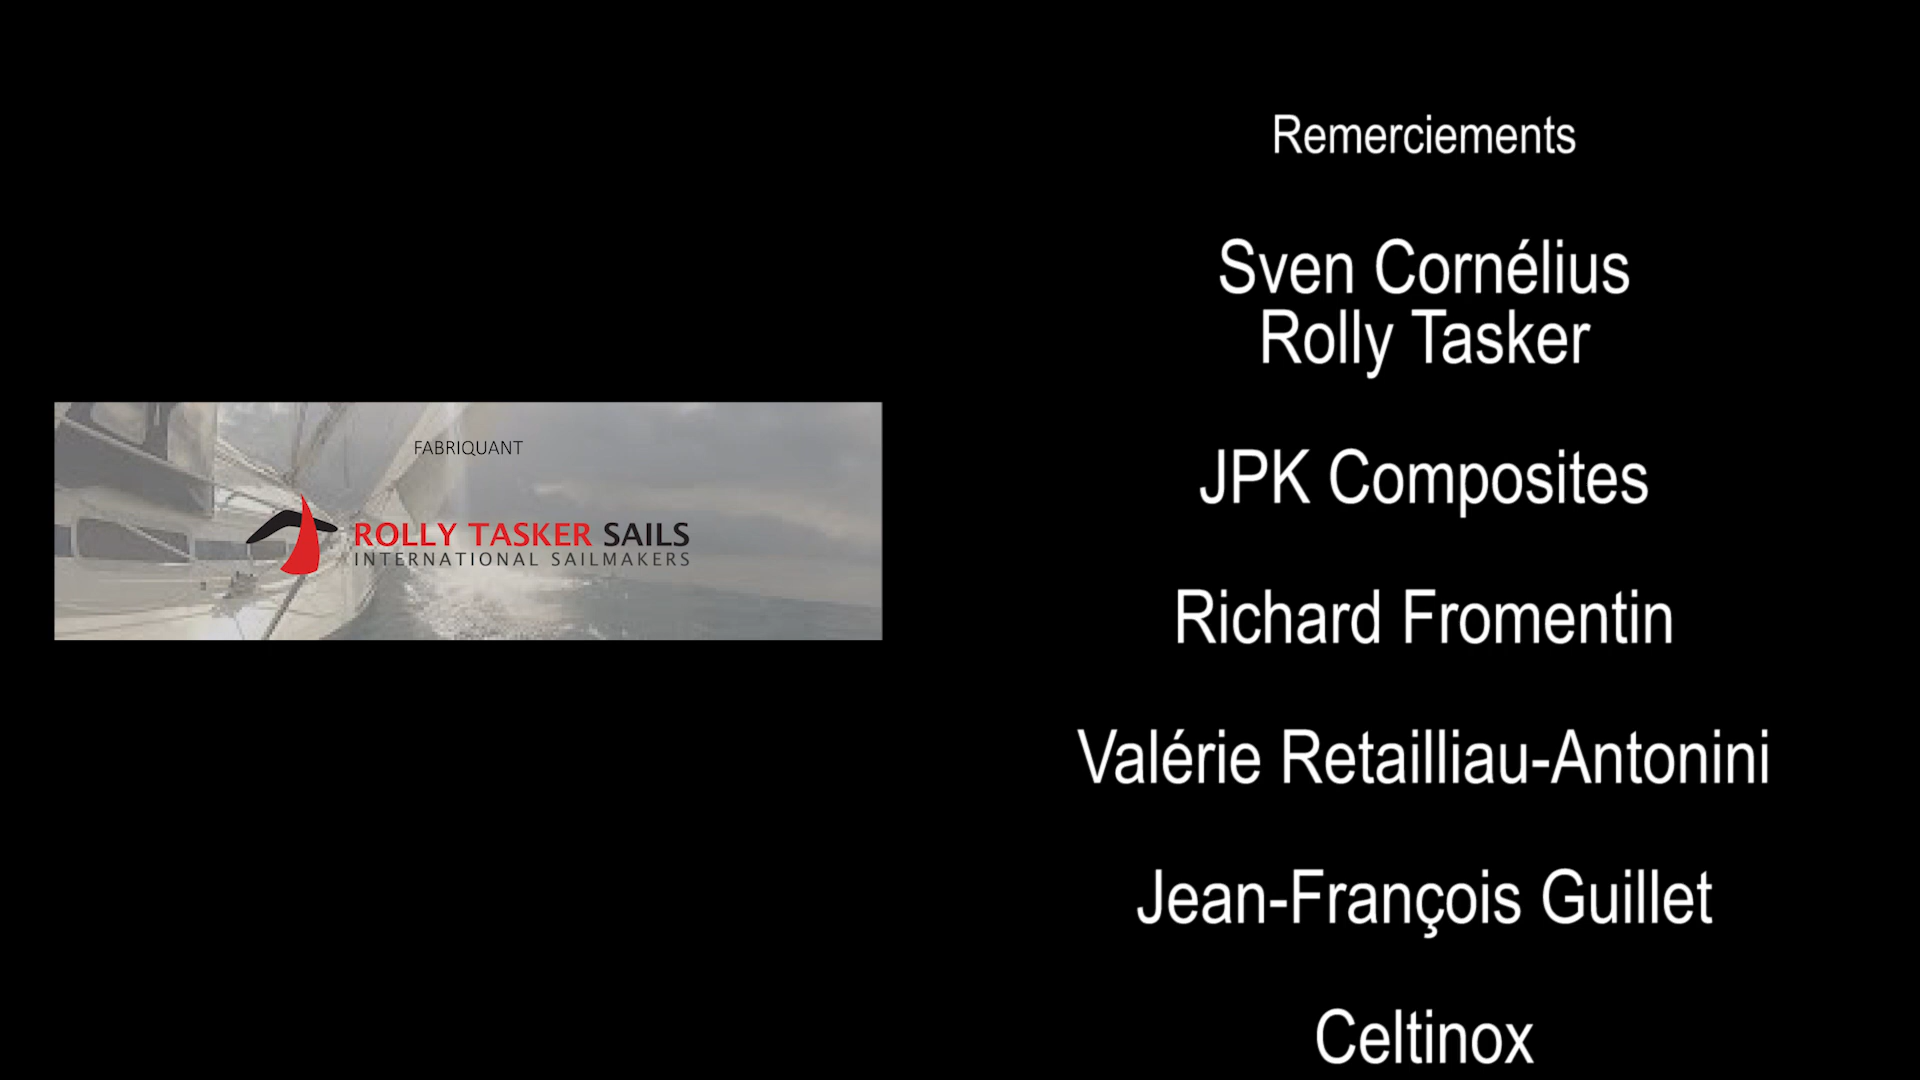 FABRIQUANT
ROLLY TASKER SAILS
INTERNATIONAL SAILMAKERS
Remerciements
Sven Cornélius
Rolly Tasker
JPK Composites
Richard Fromentin
Valérie Retailliau-Antonini
Jean-François Guillet
Celtinox